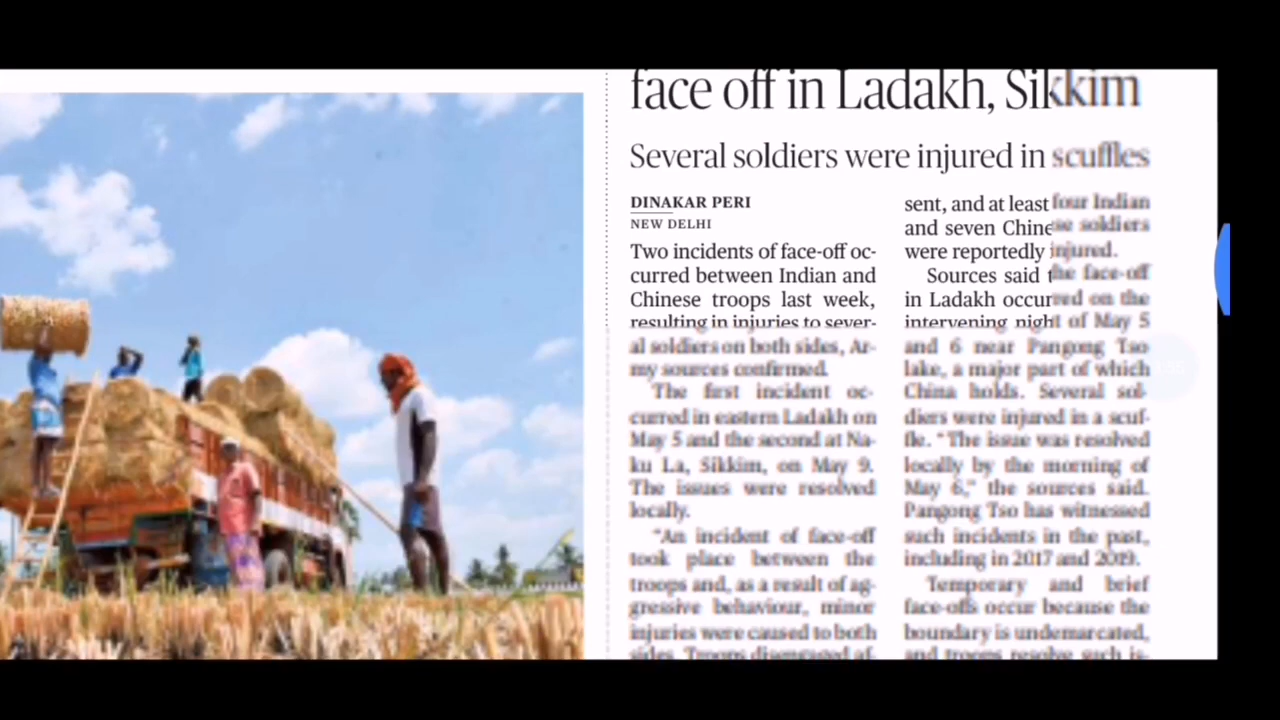 face off in Ladakh, Sikkim
Several soldiers were injured in scuffles
DINAKAR PERI
NEW DELHI
Two incidents of face-off oc-
curred between Indian and
Chinese troops last week,
resulting in injuries to sever-
al soldiers on both sides, Ar-
my sources confirmed.
The first incident oc-
curred in eastern Ladakh on
May 5 and the second at Na-
ku La, Sikkim, on May 9.
The issues were resolved
locally.
"An incident of face-off
took place between the
troops and, as a result of ag-
gressive behaviour, minor
injuries were caused to both
sides. Troops disengaged af-
sent, and at least four Indian
and seven Chinese soldiers
were reportedly injured.
Sources said the face-off
in Ladakh occurred on the
intervening night of May 5
and 6 near Pangong Tso
lake, a major part of which
China holds. Several sol-
diers were injured in a scuf-
fle. "The issue was resolved
locally by the morning of
May 6," the sources said.
Pangong Tso has witnessed
such incidents in the past,
including in 2017 and 2019.
Temporary and brief
face-offs occur because the
boundary is undemarcated,
and troops resolve such is-